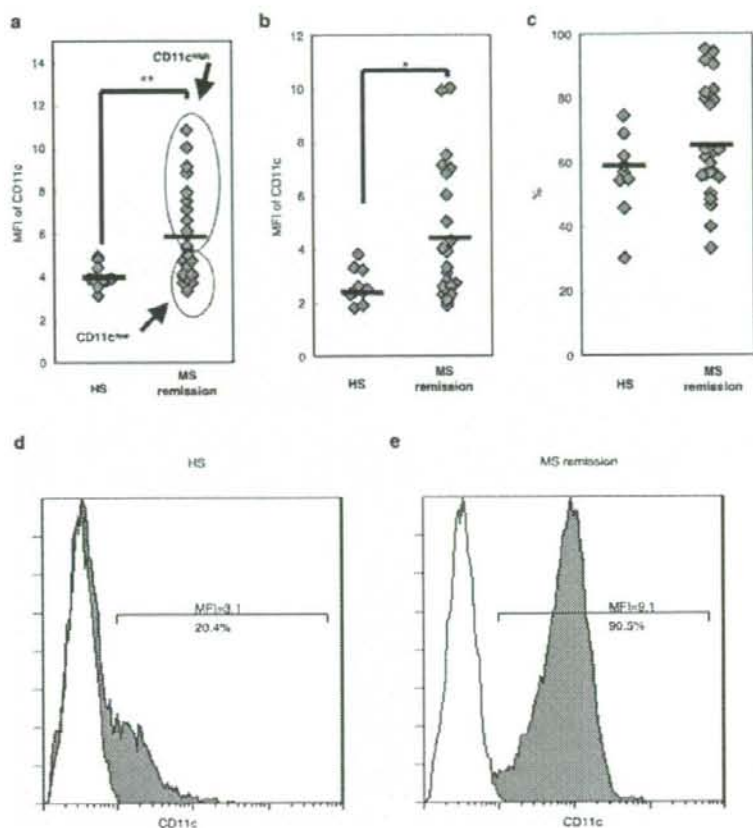 a
b
c
MFI of CD11c
14
12
10
8
6
4
2
0
**
CD11c
CD11c
HS
MS
remission
MFI of CD11c
12
10
8
6
4
2
0
*
HS
MS
remission
%
100
80
60
40
20
0
HS
MS
remission
d
HS
MFI=3.1
20.4%
CD11c
e
MS remission
MFI=9.1
90.5%
CD11c